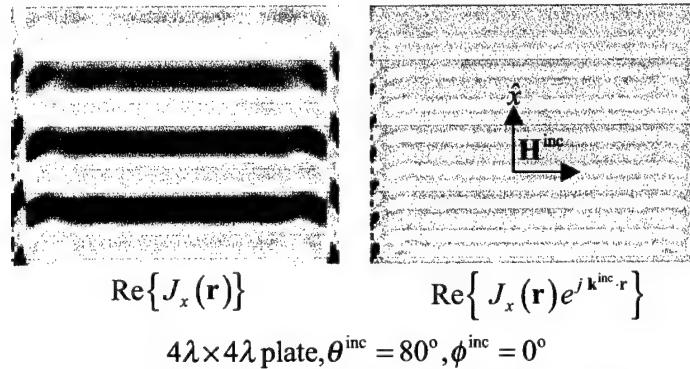 x̂
H^inc
Re{J_x(r)}
Re{ J_x(r)e^{j k^inc·r} }
4λ×4λ plate, θ^inc = 80°, ϕ^inc = 0°